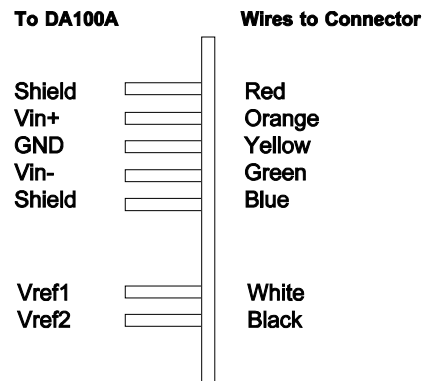 To DA100A Wires to Connector
Shield Red
Vin+ Orange
GND Yellow
Vin- Green
Shield Blue
Vref1 White
Vref2 Black